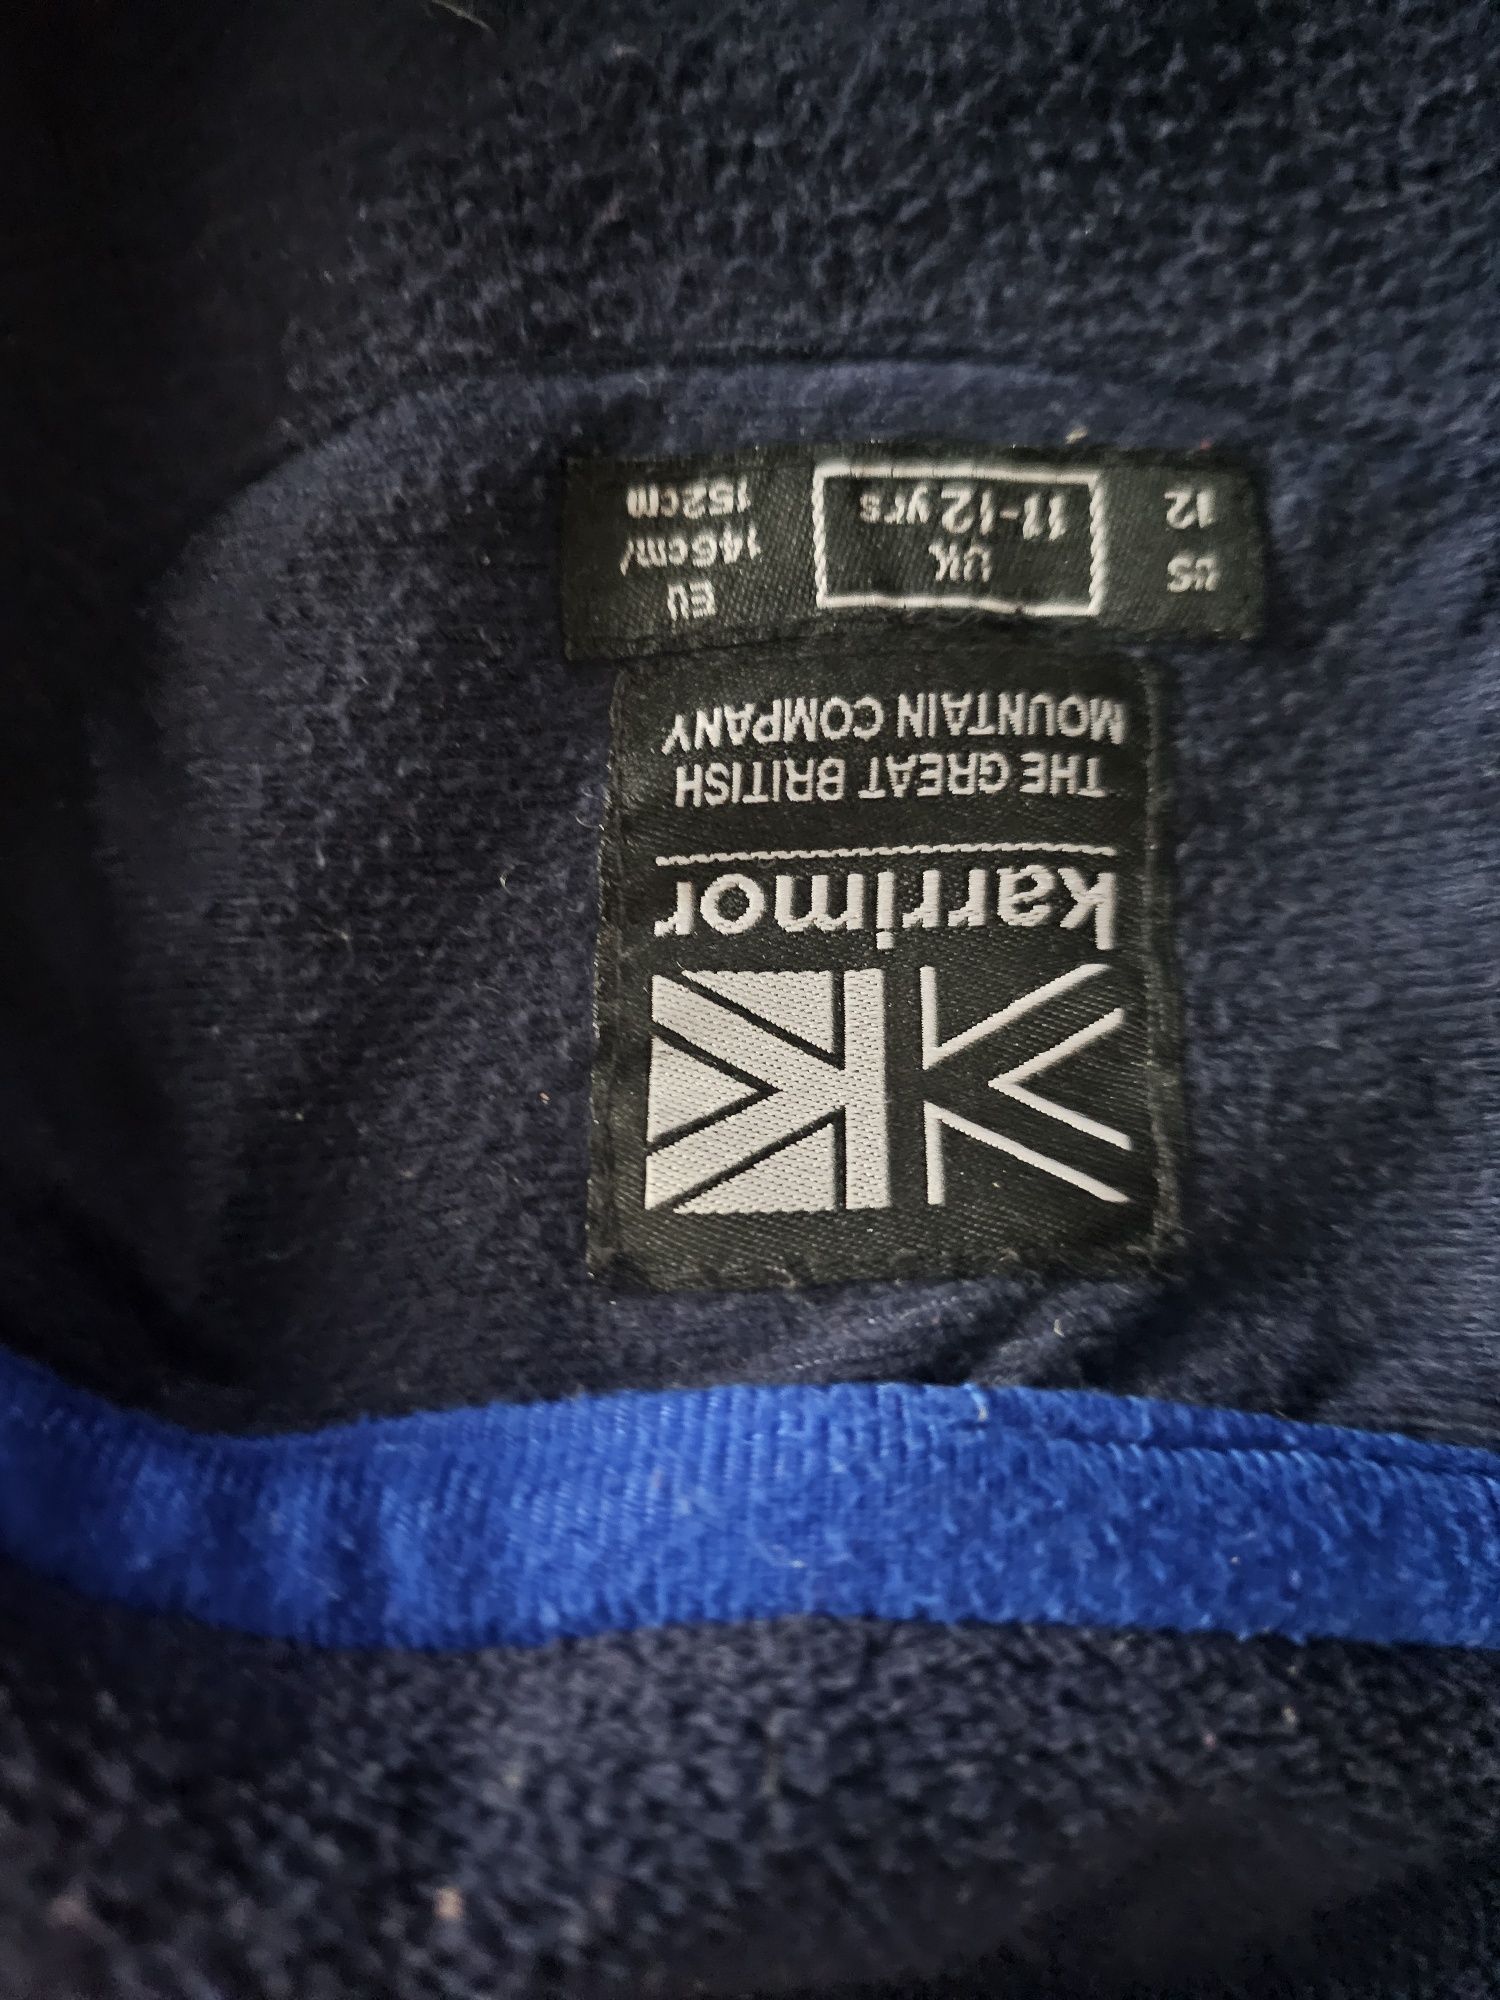 karrimor
THE GREAT BRITISH
MOUNTAIN COMPANY
US
12
UK
11-12 yrs
EU
146cm/
152cm